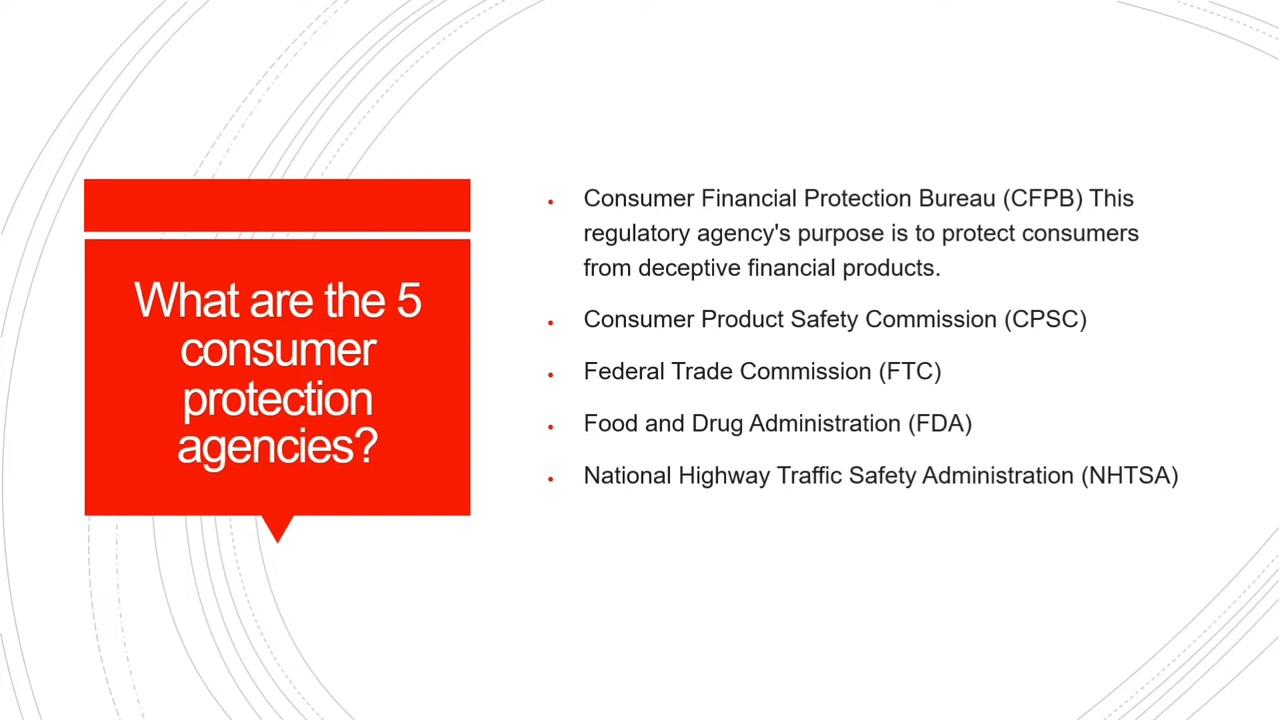 What are the 5
consumer
protection
agencies?
Consumer Financial Protection Bureau (CFPB) This
regulatory agency's purpose is to protect consumers
from deceptive financial products.
Consumer Product Safety Commission (CPSC)
Federal Trade Commission (FTC)
Food and Drug Administration (FDA)
National Highway Traffic Safety Administration (NHTSA)